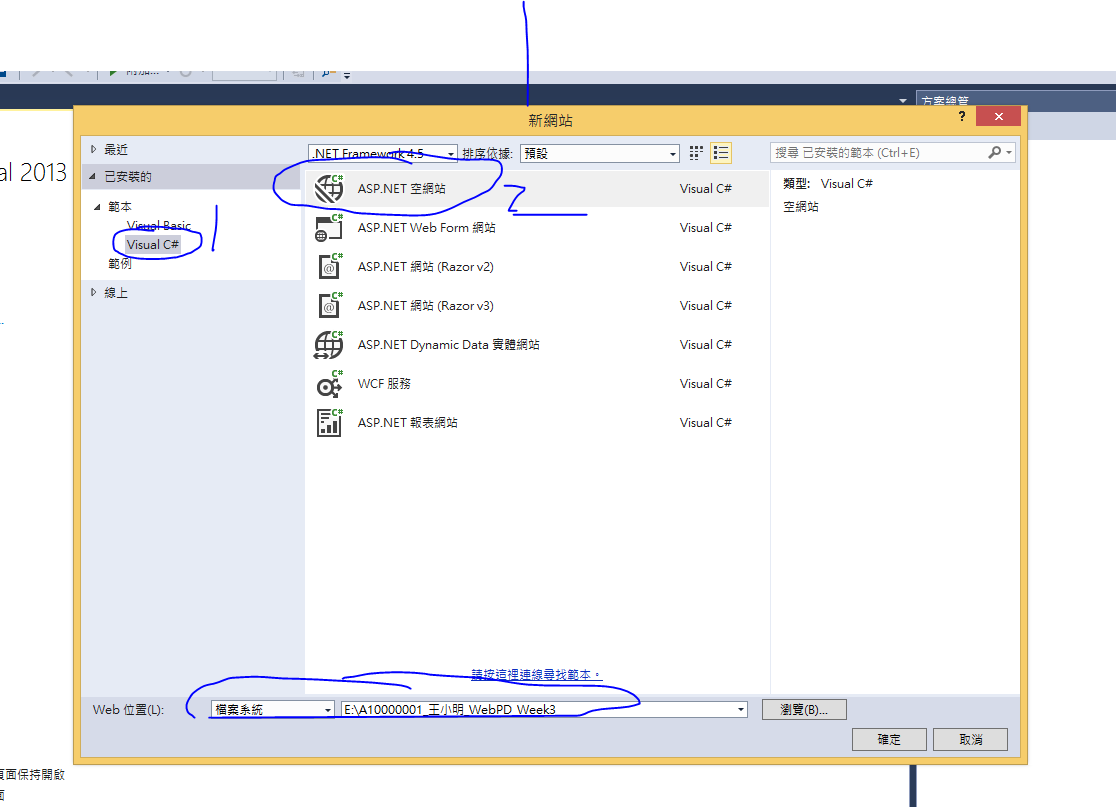 附加...
方案總管
新網站
?
al 2013
最近
已安裝的
範本
Visual Basic
Visual C#
範例
線上
.NET Framework 4.5 排序依據: 預設
搜尋 已安裝的範本 (Ctrl+E)
ASP.NET 空網站 Visual C#
ASP.NET Web Form 網站 Visual C#
ASP.NET 網站 (Razor v2) Visual C#
ASP.NET 網站 (Razor v3) Visual C#
ASP.NET Dynamic Data 實體網站 Visual C#
WCF 服務 Visual C#
ASP.NET 報表網站 Visual C#
類型: Visual C#
空網站
1
2
請按這裡連線尋找範本。
Web 位置(L): 檔案系統 E:\A10000001_王小明_WebPD_Week3 瀏覽(B)...
確定 取消
頁面保持開啟
面